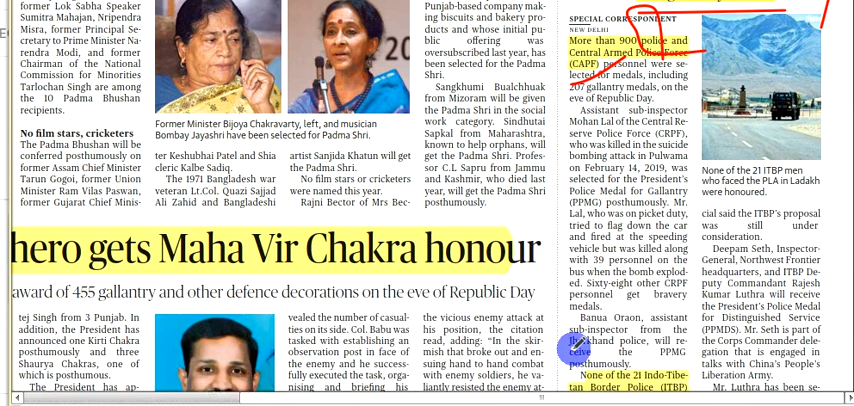 former Lok Sabha Speaker
Sumitra Mahajan, Nripendra
Misra, former Principal Sec-
retary to Prime Minister Na-
rendra Modi, and former
Chairman of the National
Commission for Minorities
Tarlochan Singh are among
the 10 Padma Bhushan
recipients.
No film stars, cricketers
The Padma Bhushan will be
conferred posthumously on
former Assam Chief Minister
Tarun Gogoi, former Union
Minister Ram Vilas Paswan,
former Gujarat Chief Minis-
Former Minister Bijoya Chakravarty, left, and musician
Bombay Jayashri have been selected for Padma Shri.
ter Keshubhai Patel and Shia
cleric Kalbe Sadiq.
The 1971 Bangladesh war
veteran Lt.Col. Quazi Sajjad
Ali Zahid and Bangladeshi
artist Sanjida Khatun will get
the Padma Shri.
No film stars or cricketers
were named this year.
Rajni Bector of Mrs Bec-
Punjab-based company mak-
ing biscuits and bakery pro-
ducts and whose initial pu-
blic offering was
oversubscribed last year, has
been selected for the Padma
Shri.
Sangkhumi Bualchhuak
from Mizoram will be given
the Padma Shri in the social
work category. Sindhutai
Sapkal from Maharashtra,
known to help orphans, will
get the Padma Shri. Profes-
sor C.L Sapru from Jammu
and Kashmir, who died last
year, will get the Padma Shri
posthumously.
hero gets Maha Vir Chakra honour
award of 455 gallantry and other defence decorations on the eve of Republic Day
tej Singh from 3 Punjab. In
addition, the President has
announced one Kirti Chakra
posthumously and three
Shaurya Chakras, one of
which is posthumous.
The President has ap-
vealed the number of casual-
ties on its side. Col. Babu was
tasked with establishing an
observation post in face of
the enemy and he success-
fully executed the task, orga-
nising and briefing his
the vicious enemy attack at
his position, the citation
read, adding: “In the skir-
mish that broke out and en-
suing hand to hand combat
with enemy soldiers, he va-
liantly resisted the enemy at-
SPECIAL CORRESPONDENT
NEW DELHI
More than 900 police and
Central Armed Police Force
(CAPF) personnel were se-
lected for medals, including
207 gallantry medals, on the
eve of Republic Day.
Assistant sub-inspector
Mohan Lal of the Central Re-
serve Police Force (CRPF),
who was killed in the suicide
bombing attack in Pulwama
on February 14, 2019, was
selected for the President’s
Police Medal for Gallantry
(PPMG) posthumously. Mr.
Lal, who was on picket duty,
tried to flag down the car
and fired at the speeding
vehicle but was killed along
with 39 personnel on the
bus when the bomb explod-
ed. Sixty-eight other CRPF
personnel get bravery
medals.
Banua Oraon, assistant
sub-inspector from the
Jharkhand police, will re-
ceive the PPMG
posthumously.
None of the 21 Indo-Tibe-
tan Border Police (ITBP)
None of the 21 ITBP men
who faced the PLA in Ladakh
were honoured.
cial said the ITBP’s proposal
was still under
consideration.
Deepam Seth, Inspector-
General, Northwest Frontier
headquarters, and ITBP De-
puty Commandant Rajesh
Kumar Luthra will receive
the President’s Police Medal
for Distinguished Service
(PPMDS). Mr. Seth is part of
the Corps Commander dele-
gation that is engaged in
talks with China’s People’s
Liberation Army.
Mr. Luthra has been se-